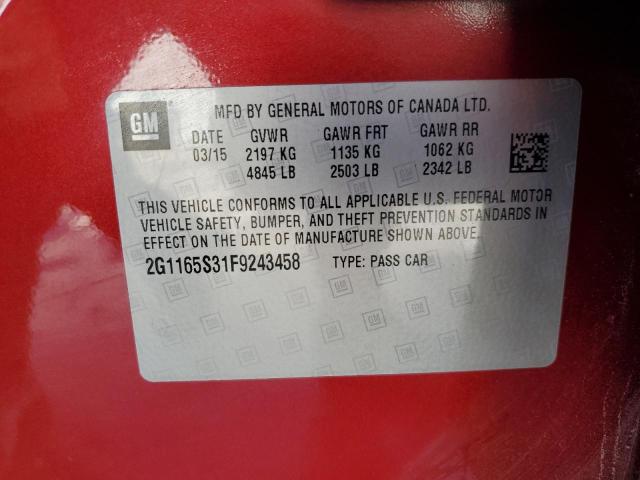 GM
MFD BY GENERAL MOTORS OF CANADA LTD.
DATE GVWR GAWR FRT GAWR RR
03/15 2197 KG 1135 KG 1062 KG
4845 LB 2503 LB 2342 LB
THIS VEHICLE CONFORMS TO ALL APPLICABLE U.S. FEDERAL MOTOR
VEHICLE SAFETY, BUMPER, AND THEFT PREVENTION STANDARDS IN
EFFECT ON THE DATE OF MANUFACTURE SHOWN ABOVE.
2G1165S31F9243458 TYPE: PASS CAR